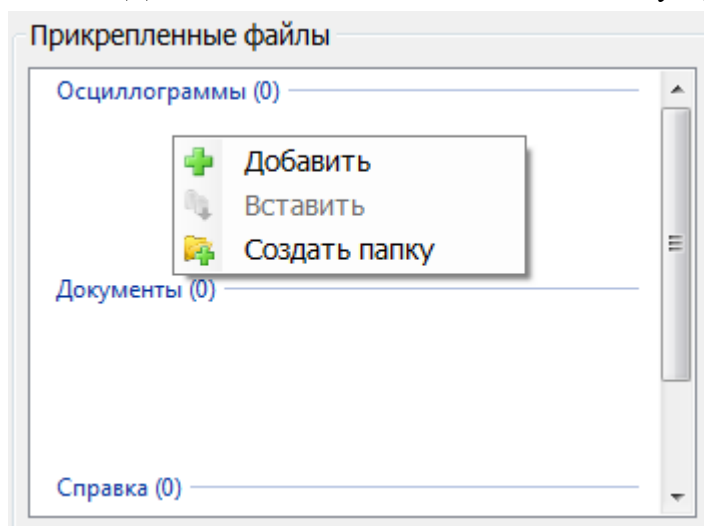 Прикрепленные файлы
Осциллограммы (0)
Добавить
Вставить
Создать папку
Документы (0)
Справка (0)